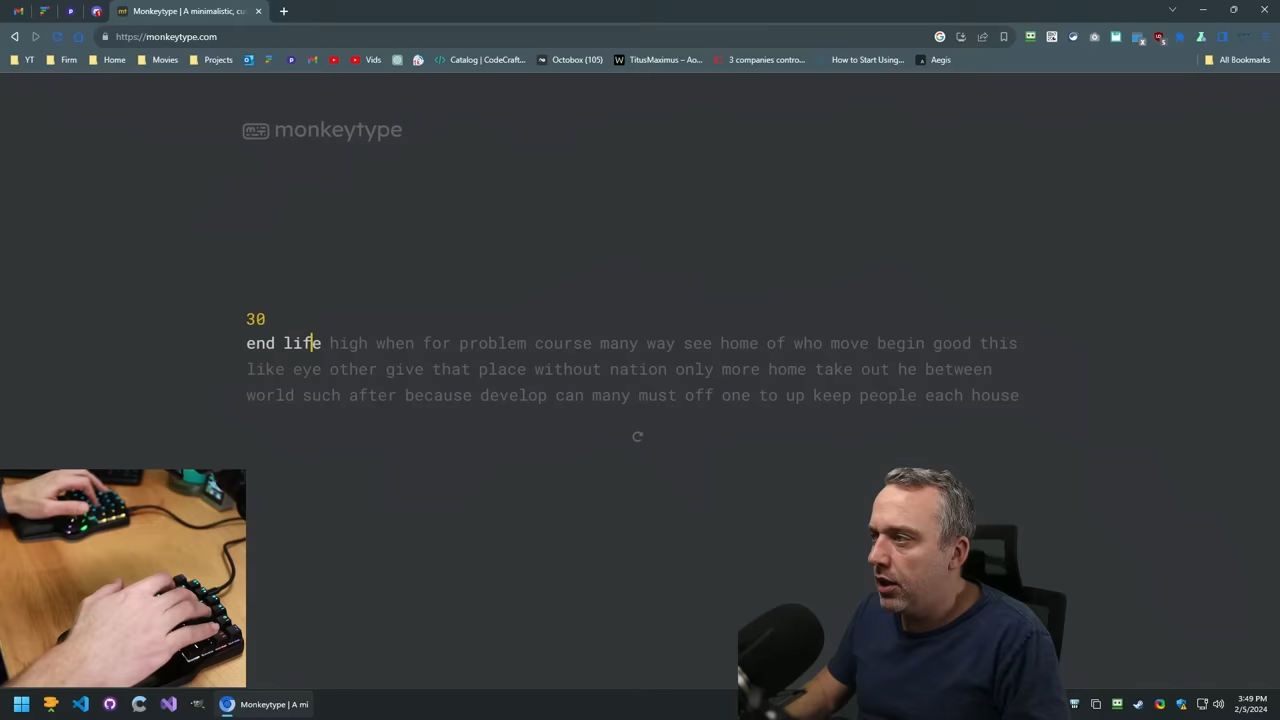 Monkeytype | A minimalistic, cu
https://monkeytype.com
YT
Firm
Home
Movies
Projects
Vids
Catalog | CodeCraft...
Octobox (105)
TitusMaximus – Ao...
3 companies contro...
How to Start Using...
Aegis
All Bookmarks
monkeytype
30
end life high when for problem course many way see home of who move begin good this
like eye other give that place without nation only more home take out he between
world such after because develop can many must off one to up keep people each house
Monkeytype | A mi
3:49 PM
2/5/2024